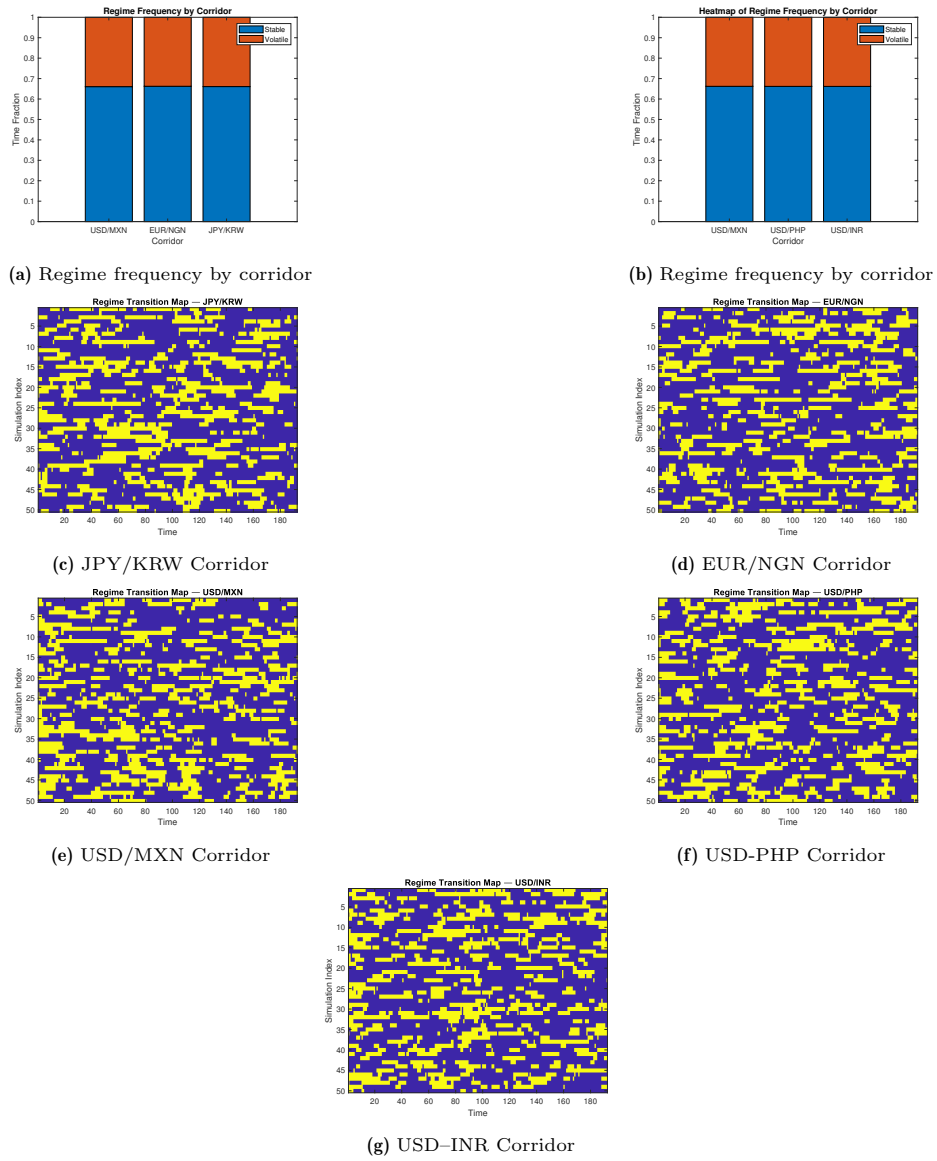 Regime Frequency by Corridor
1
0.9
0.8
0.7
0.6
0.5
0.4
0.3
0.2
0.1
0
Time Fraction
Stable
Volatile
USD/MXN EUR/NGN JPY/KRW
Corridor
(a) Regime frequency by corridor
Heatmap of Regime Frequency by Corridor
1
0.9
0.8
0.7
0.6
0.5
0.4
0.3
0.2
0.1
0
Time Fraction
Stable
Volatile
USD/MXN USD/PHP USD/INR
Corridor
(b) Regime frequency by corridor
Regime Transition Map — JPY/KRW
5
10
15
20
25
30
35
40
45
50
Simulation Index
20 40 60 80 100 120 140 160 180
Time
(c) JPY/KRW Corridor
Regime Transition Map — EUR/NGN
5
10
15
20
25
30
35
40
45
50
Simulation Index
20 40 60 80 100 120 140 160 180
Time
(d) EUR/NGN Corridor
Regime Transition Map — USD/MXN
5
10
15
20
25
30
35
40
45
50
Simulation Index
20 40 60 80 100 120 140 160 180
Time
(e) USD/MXN Corridor
Regime Transition Map — USD/PHP
5
10
15
20
25
30
35
40
45
50
Simulation Index
20 40 60 80 100 120 140 160 180
Time
(f) USD-PHP Corridor
Regime Transition Map — USD/INR
5
10
15
20
25
30
35
40
45
50
Simulation Index
20 40 60 80 100 120 140 160 180
Time
(g) USD–INR Corridor